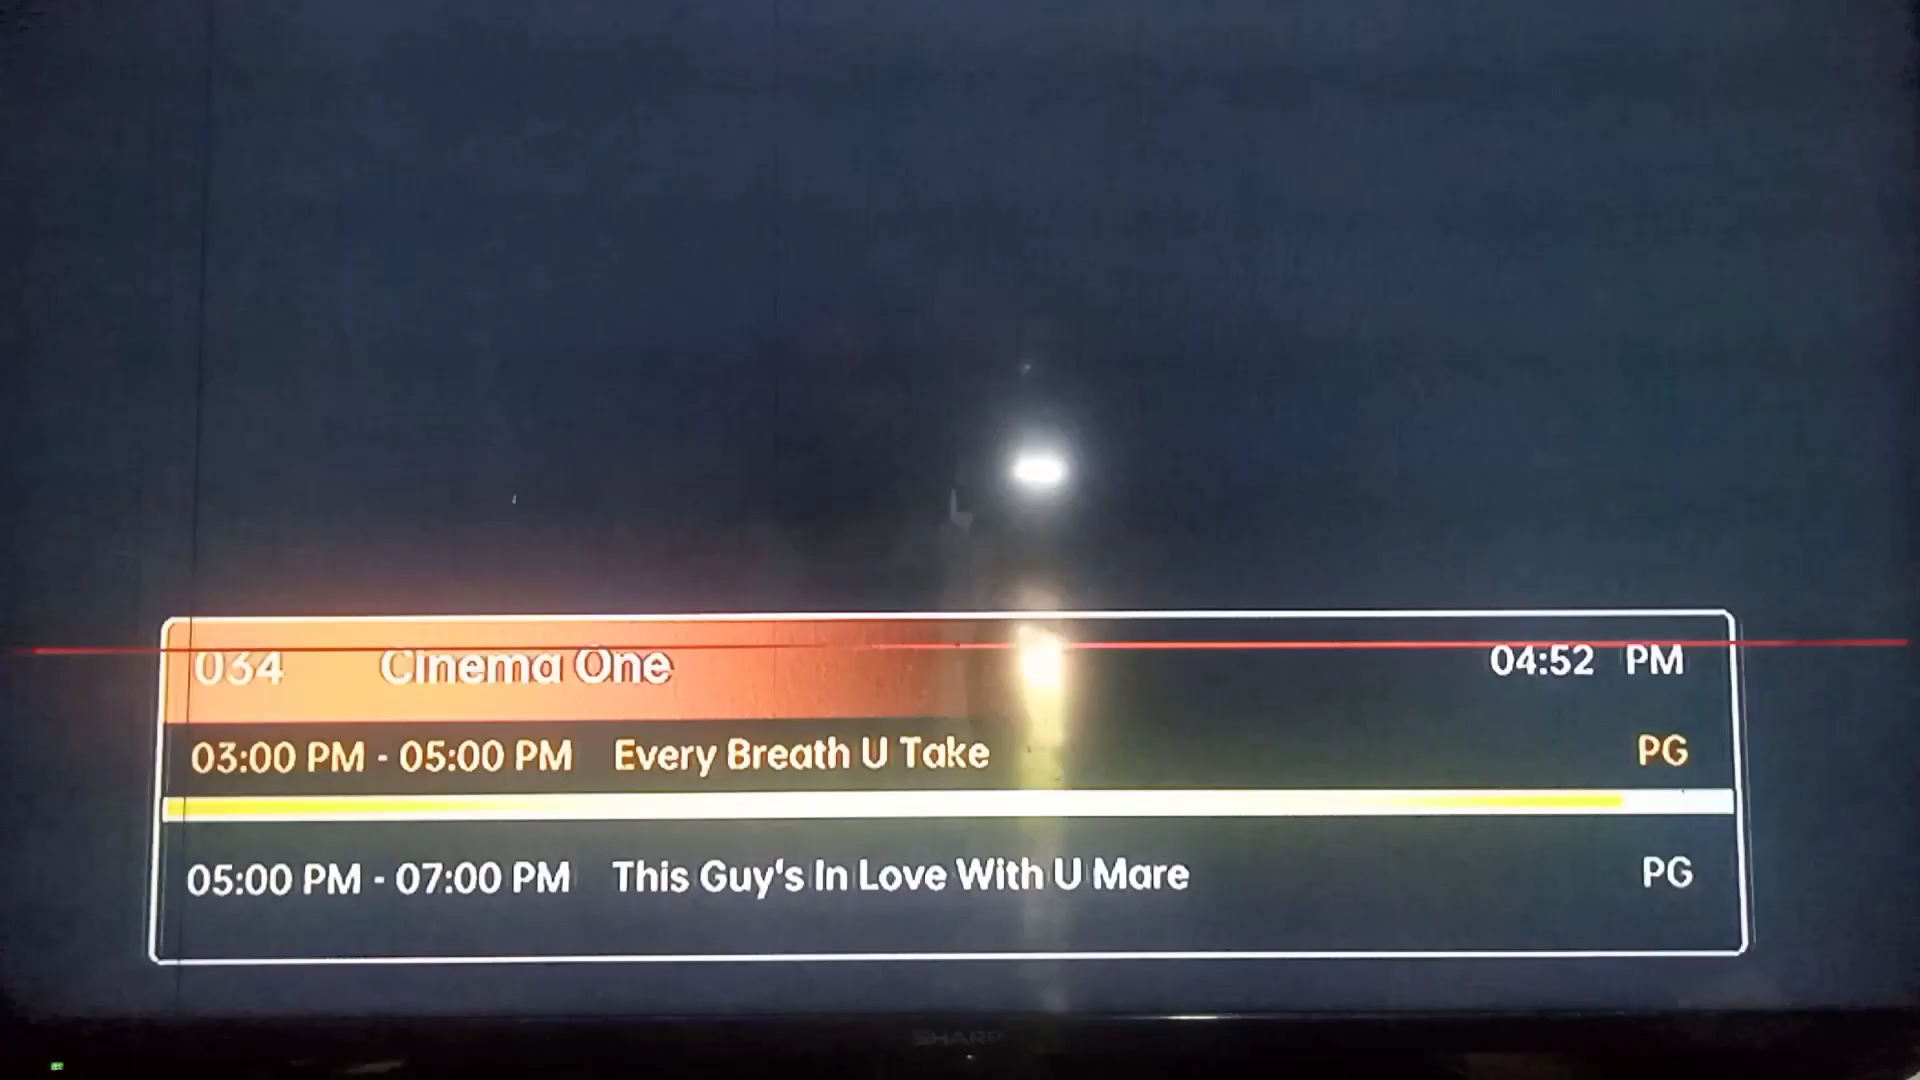 034 Cinema One 04:52 PM
03:00 PM - 05:00 PM Every Breath U Take PG
05:00 PM - 07:00 PM This Guy's In Love With U Mare PG
SHARP